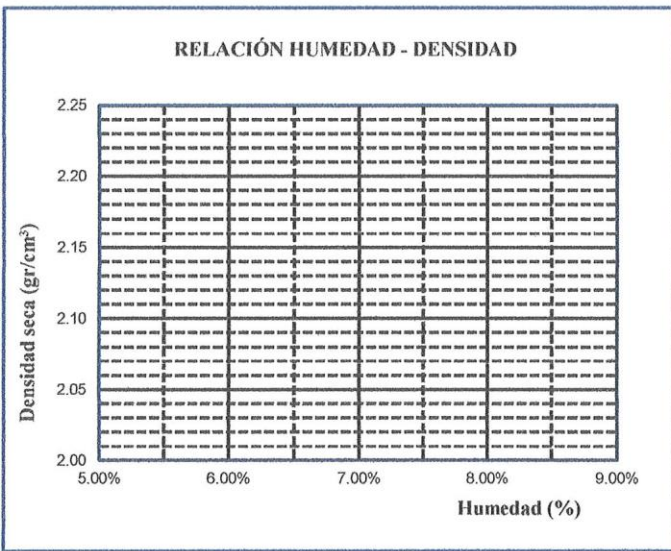 RELACIÓN HUMEDAD - DENSIDAD
Densidad seca (gr/cm³)
2.25
2.20
2.15
2.10
2.05
2.00
5.00% 6.00% 7.00% 8.00% 9.00%
Humedad (%)